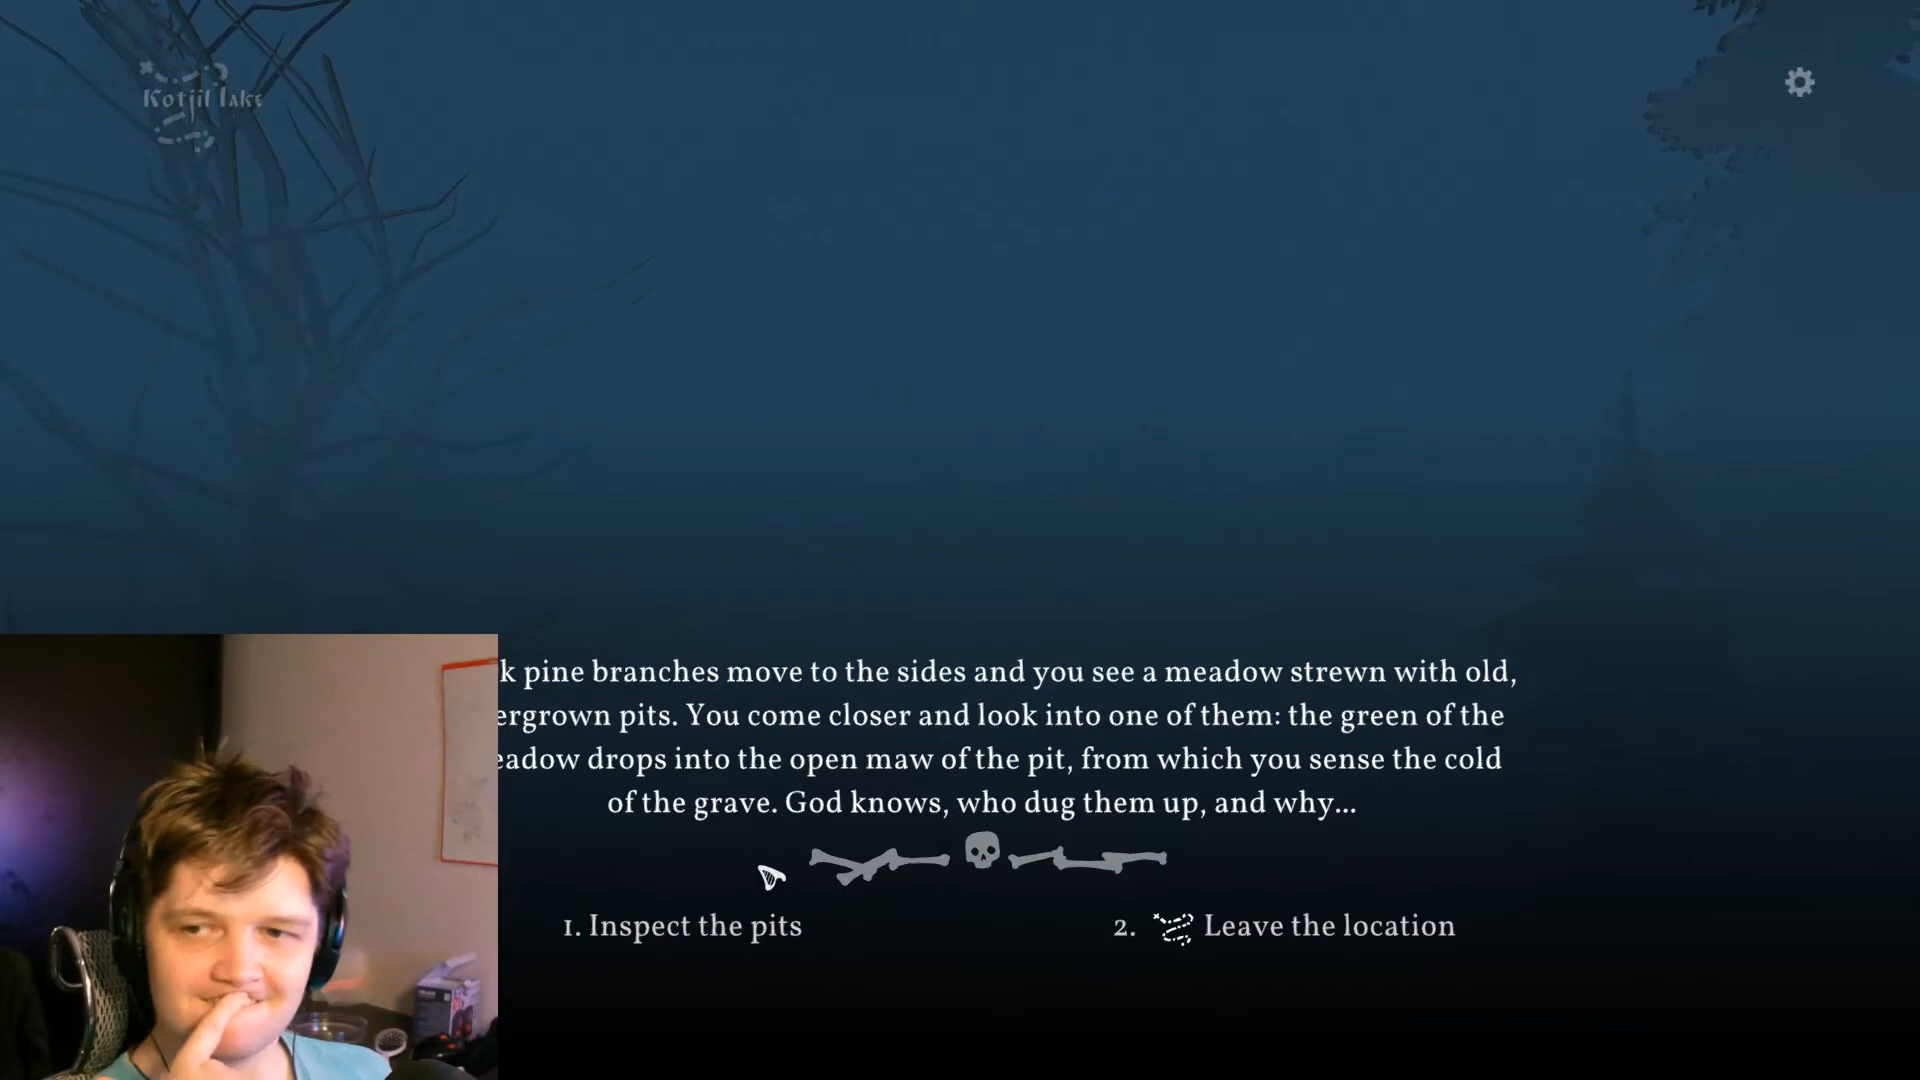 Kotjil lake
k pine branches move to the sides and you see a meadow strewn with old,
ergrown pits. You come closer and look into one of them: the green of the
eadow drops into the open maw of the pit, from which you sense the cold
of the grave. God knows, who dug them up, and why...
1. Inspect the pits
2. Leave the location